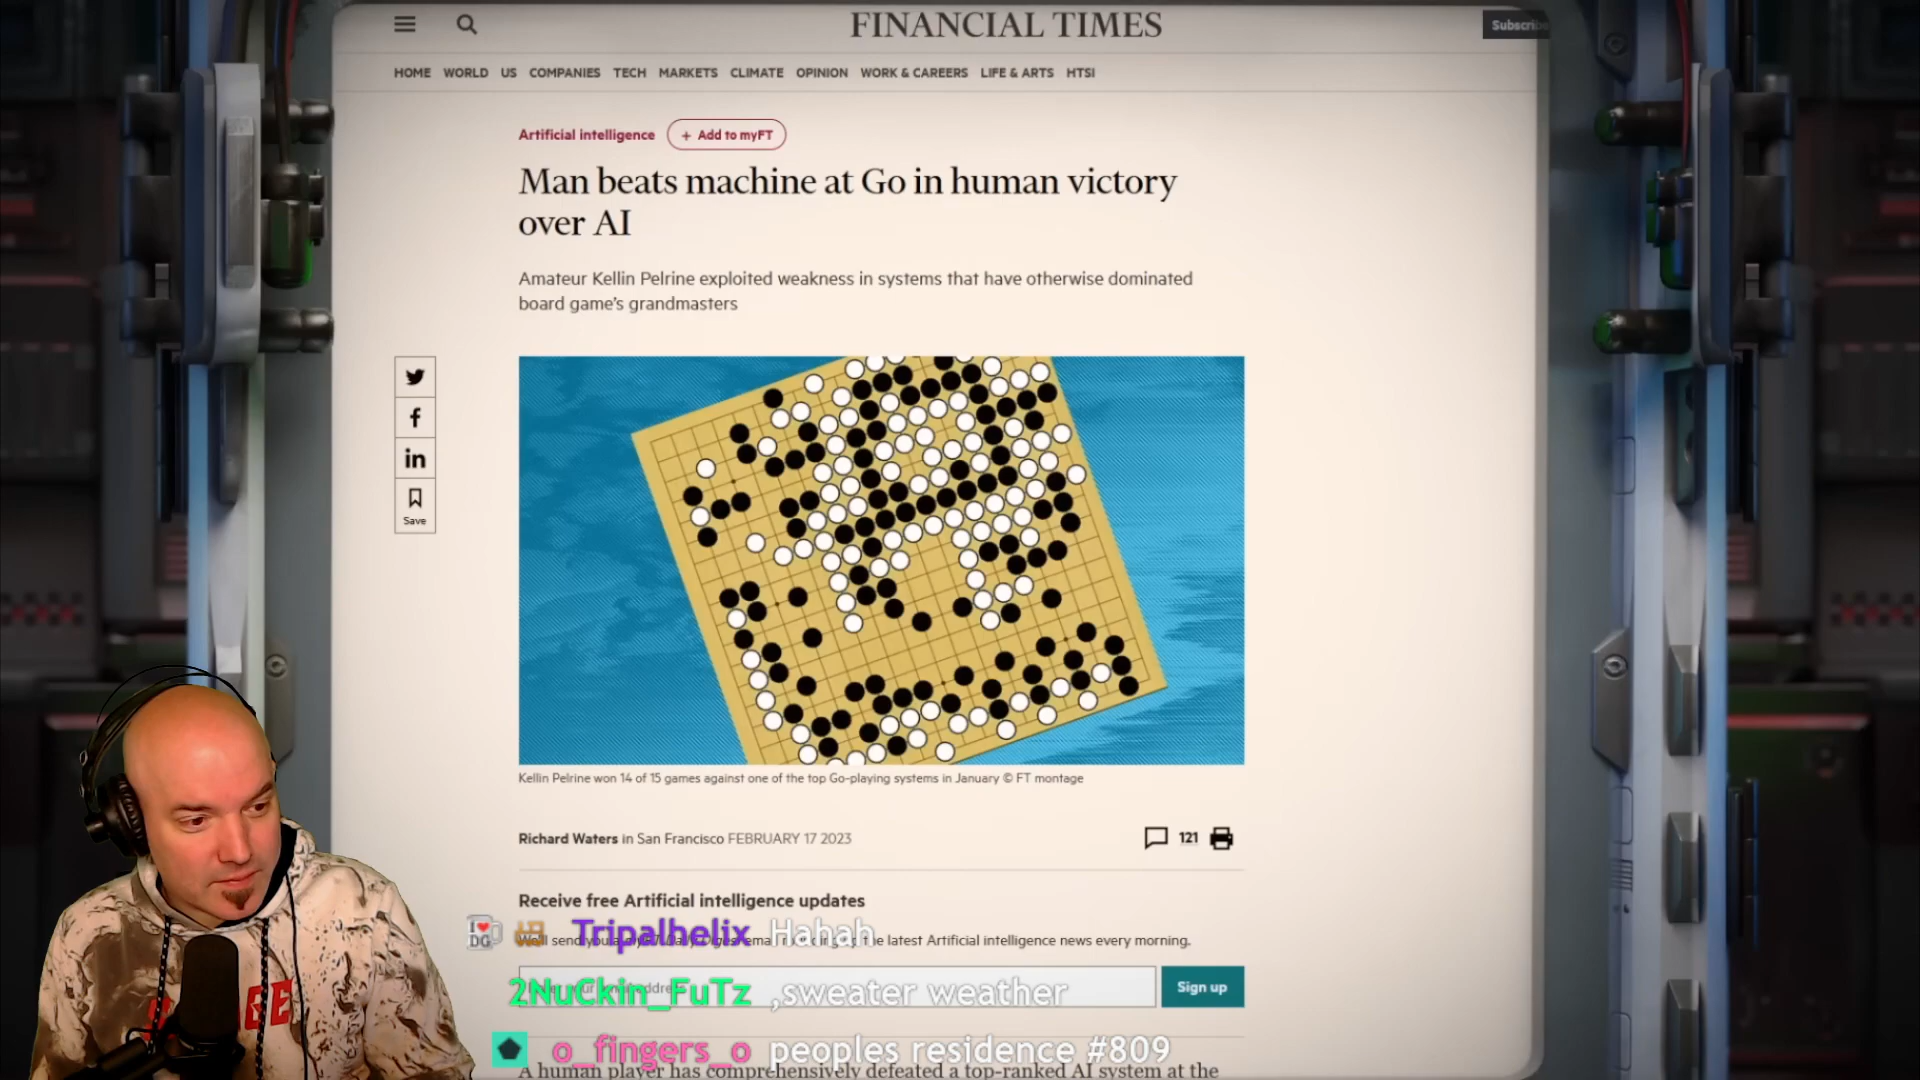 FINANCIAL TIMES
Subscribe
HOME WORLD US COMPANIES TECH MARKETS CLIMATE OPINION WORK & CAREERS LIFE & ARTS HTSI
Artificial intelligence
+ Add to myFT
Man beats machine at Go in human victory
over AI
Amateur Kellin Pelrine exploited weakness in systems that have otherwise dominated
board game's grandmasters
Save
Kellin Pelrine won 14 of 15 games against one of the top Go-playing systems in January © FT montage
Richard Waters in San Francisco FEBRUARY 17 2023
121
Receive free Artificial intelligence updates
I ♥
DG
Tripalhelix Hahah
send you a the latest Artificial intelligence news every morning.
2NuCkin_FuTz ,sweater weather
Sign up
o_fingers_o peoples residence #809
A human player has comprehensively defeated a top-ranked AI system at the